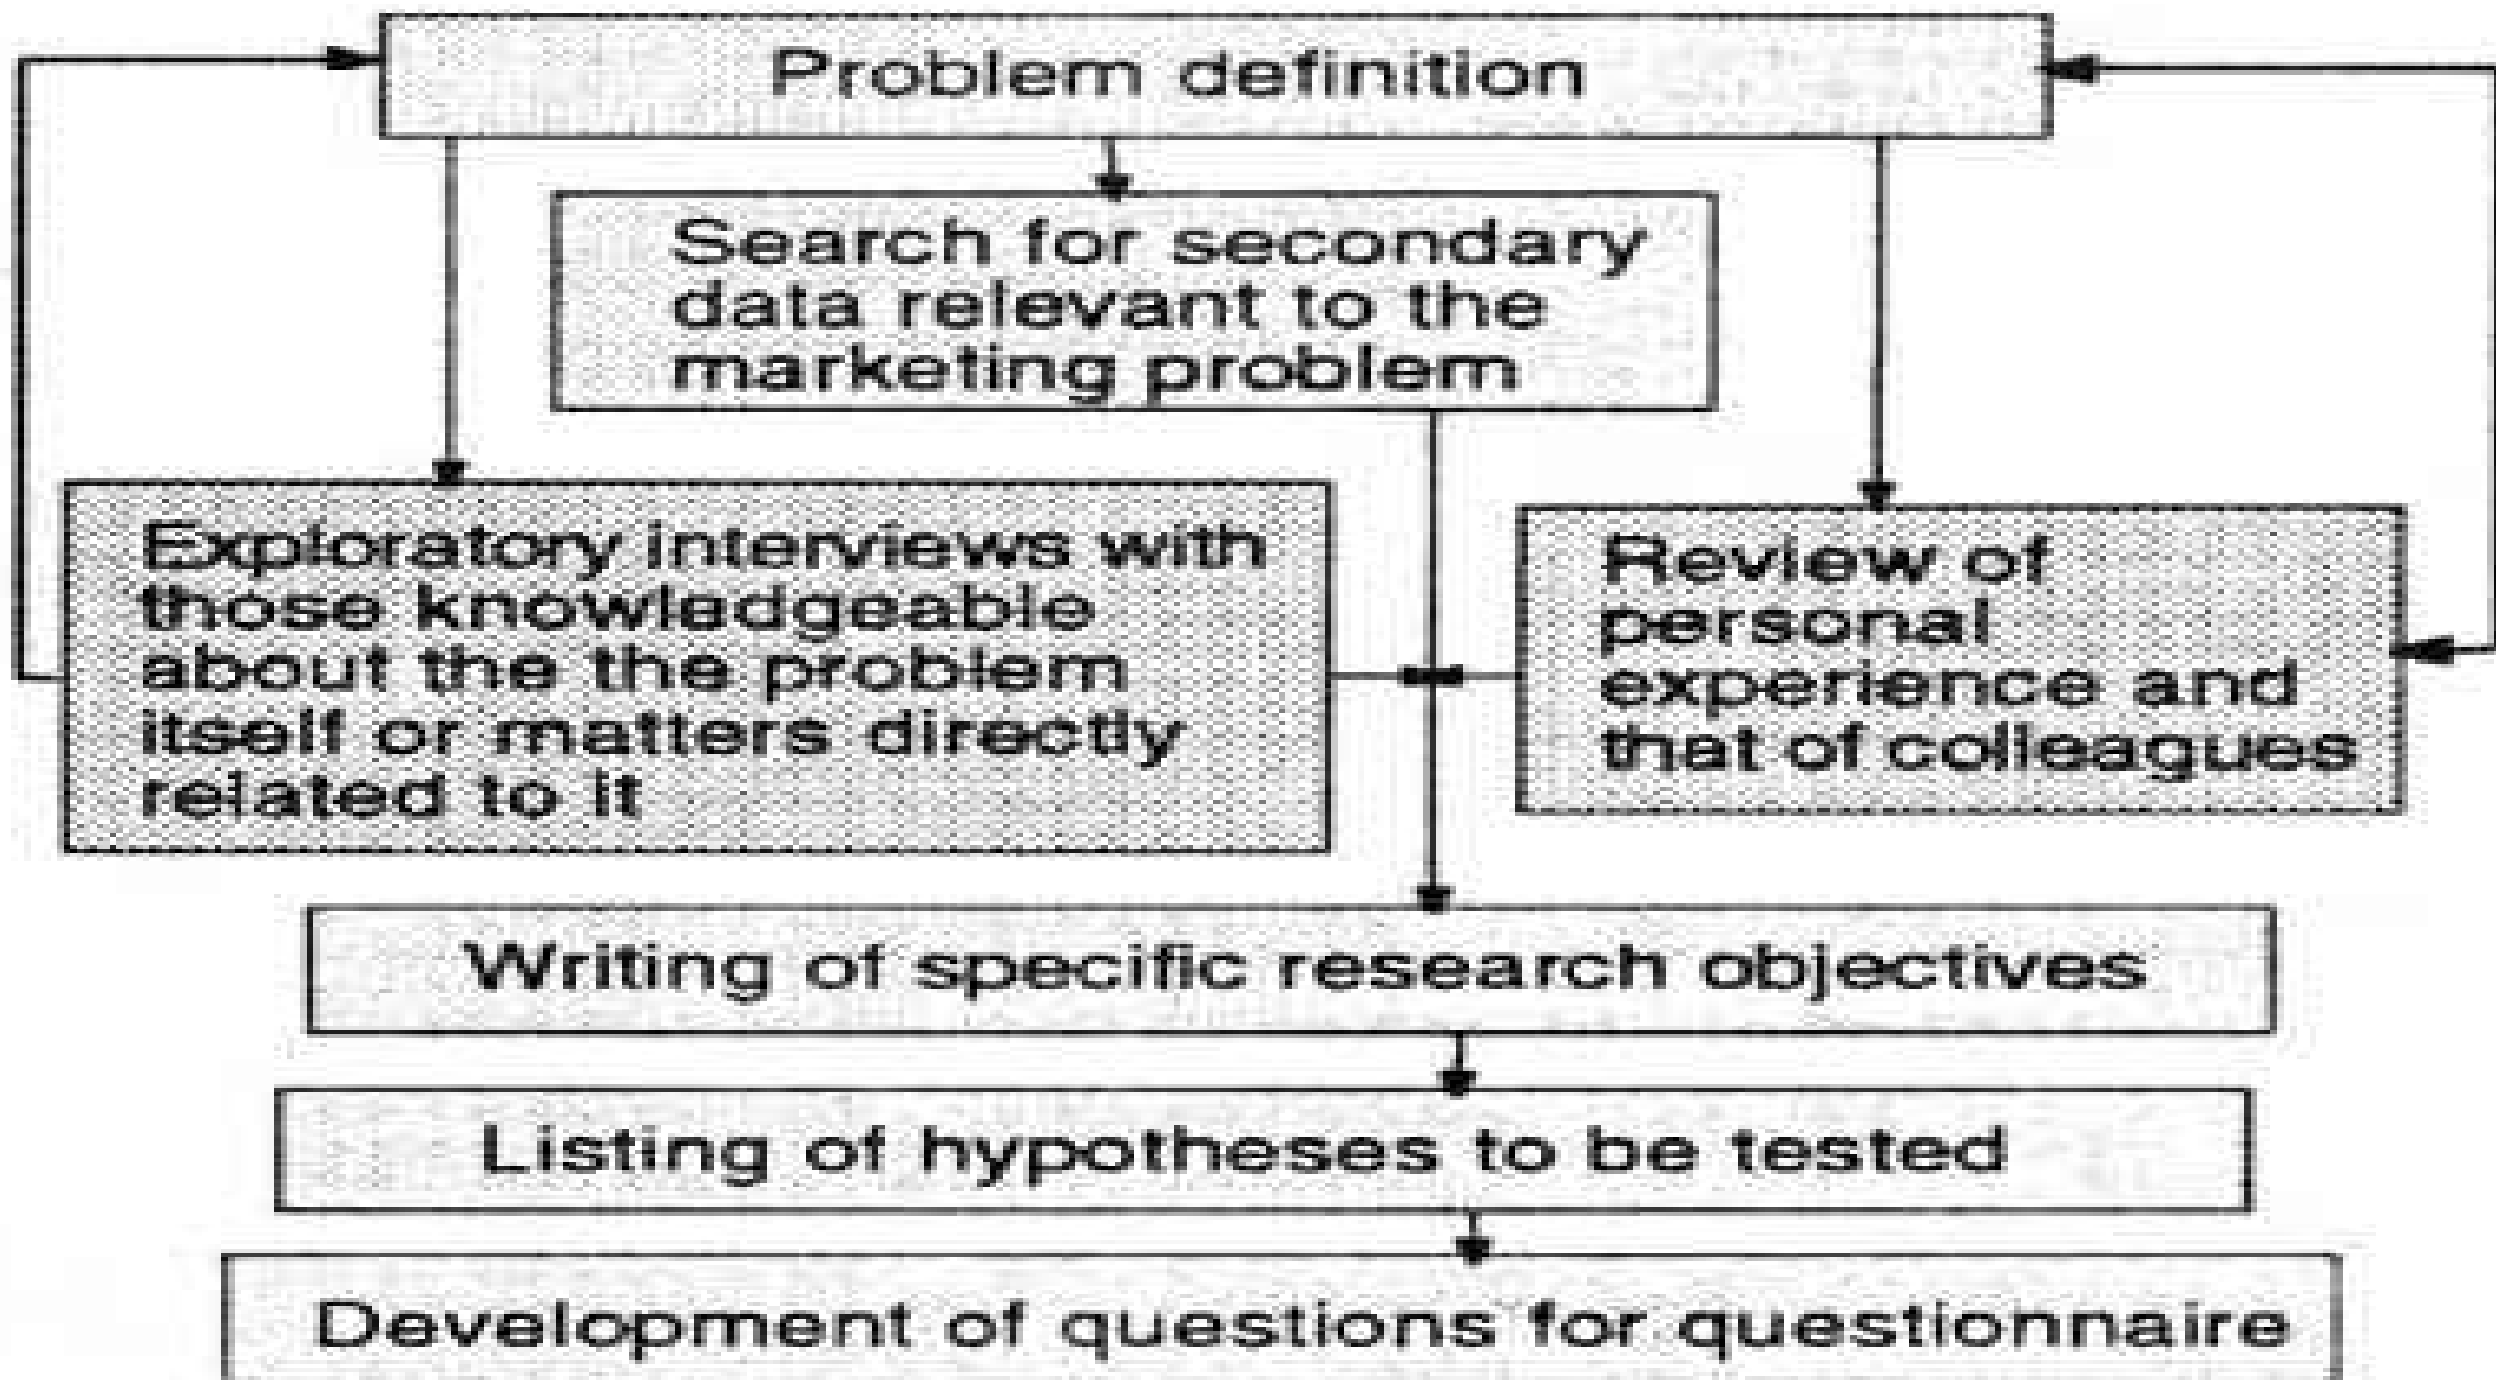 Problem definition
Search for secondary
data relevant to the
marketing problem
Exploratory interviews with
those knowledgeable
about the the problem
itself or matters directly
related to it
Review of
personal
experience and
that of colleagues
Writing of specific research objectives
Listing of hypotheses to be tested
Development of questions for questionnaire